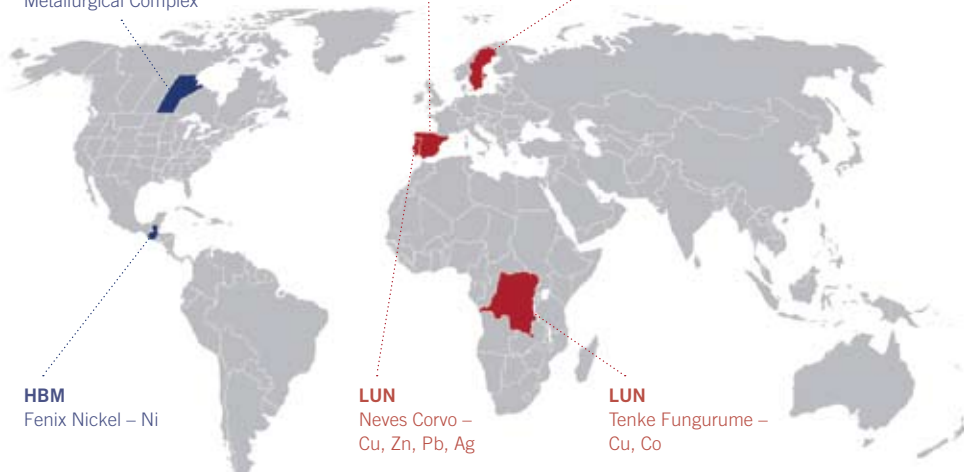 Metallurgical Complex
HBM
Fenix Nickel – Ni
LUN
Neves Corvo –
Cu, Zn, Pb, Ag
LUN
Tenke Fungurume –
Cu, Co